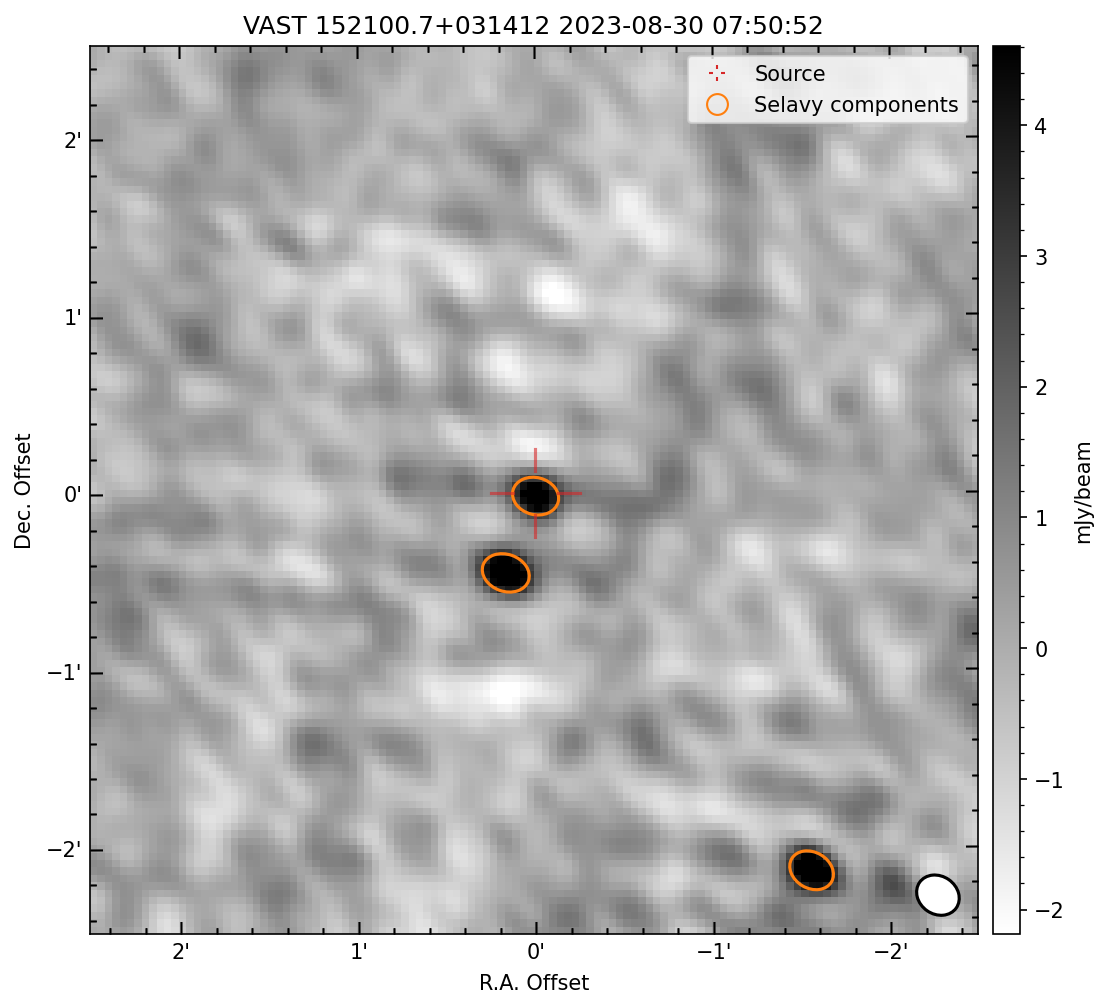 VAST 152100.7+031412 2023-08-30 07:50:52
Source
Selavy components
2'
1'
0'
−1'
−2'
Dec. Offset
2'
1'
0'
−1'
−2'
R.A. Offset
4
3
2
1
0
−1
−2
mJy/beam